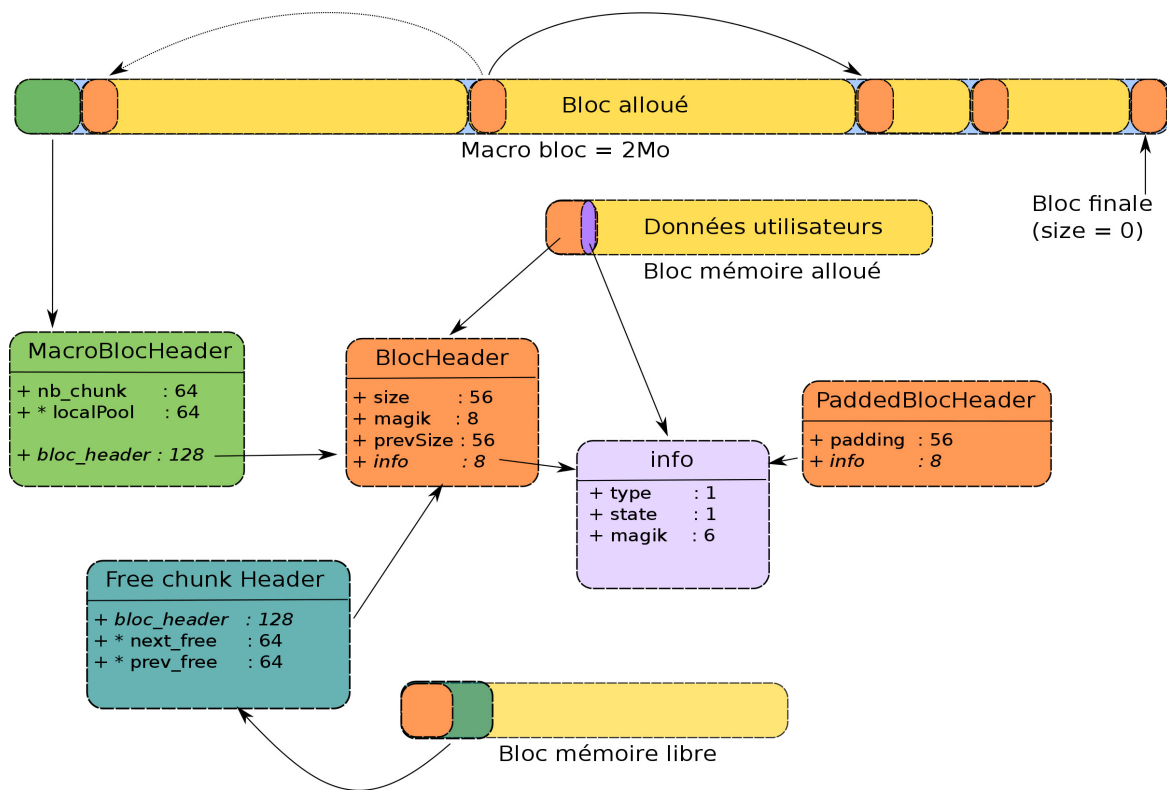 Bloc alloué
Macro bloc = 2Mo
Bloc finale
(size = 0)
Données utilisateurs
Bloc mémoire alloué
MacroBlocHeader
+ nb_chunk : 64
+ * localPool : 64
+ bloc_header : 128
BlocHeader
+ size : 56
+ magik : 8
+ prevSize : 56
+ info : 8
PaddedBlocHeader
+ padding : 56
+ info : 8
info
+ type : 1
+ state : 1
+ magik : 6
Free chunk Header
+ bloc_header : 128
+ * next_free : 64
+ * prev_free : 64
Bloc mémoire libre